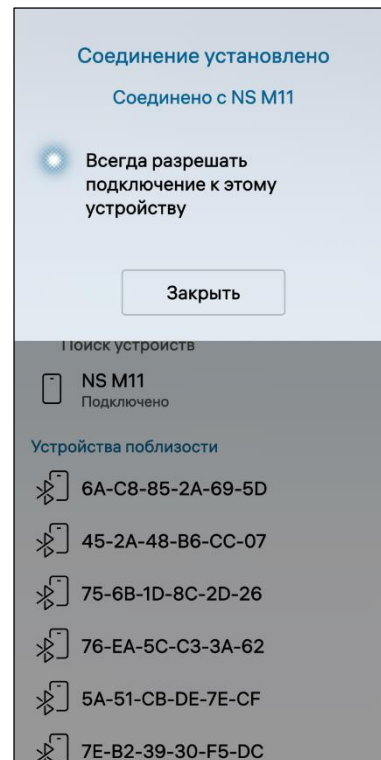 Соединение установлено
Соединено с NS M11
Всегда разрешать
подключение к этому
устройству
Закрыть
Поиск устройств
NS M11
Подключено
Устройства поблизости
6A-C8-85-2A-69-5D
45-2A-48-B6-CC-07
75-6B-1D-8C-2D-26
76-EA-5C-C3-3A-62
5A-51-CB-DE-7E-CF
7E-B2-39-30-F5-DC